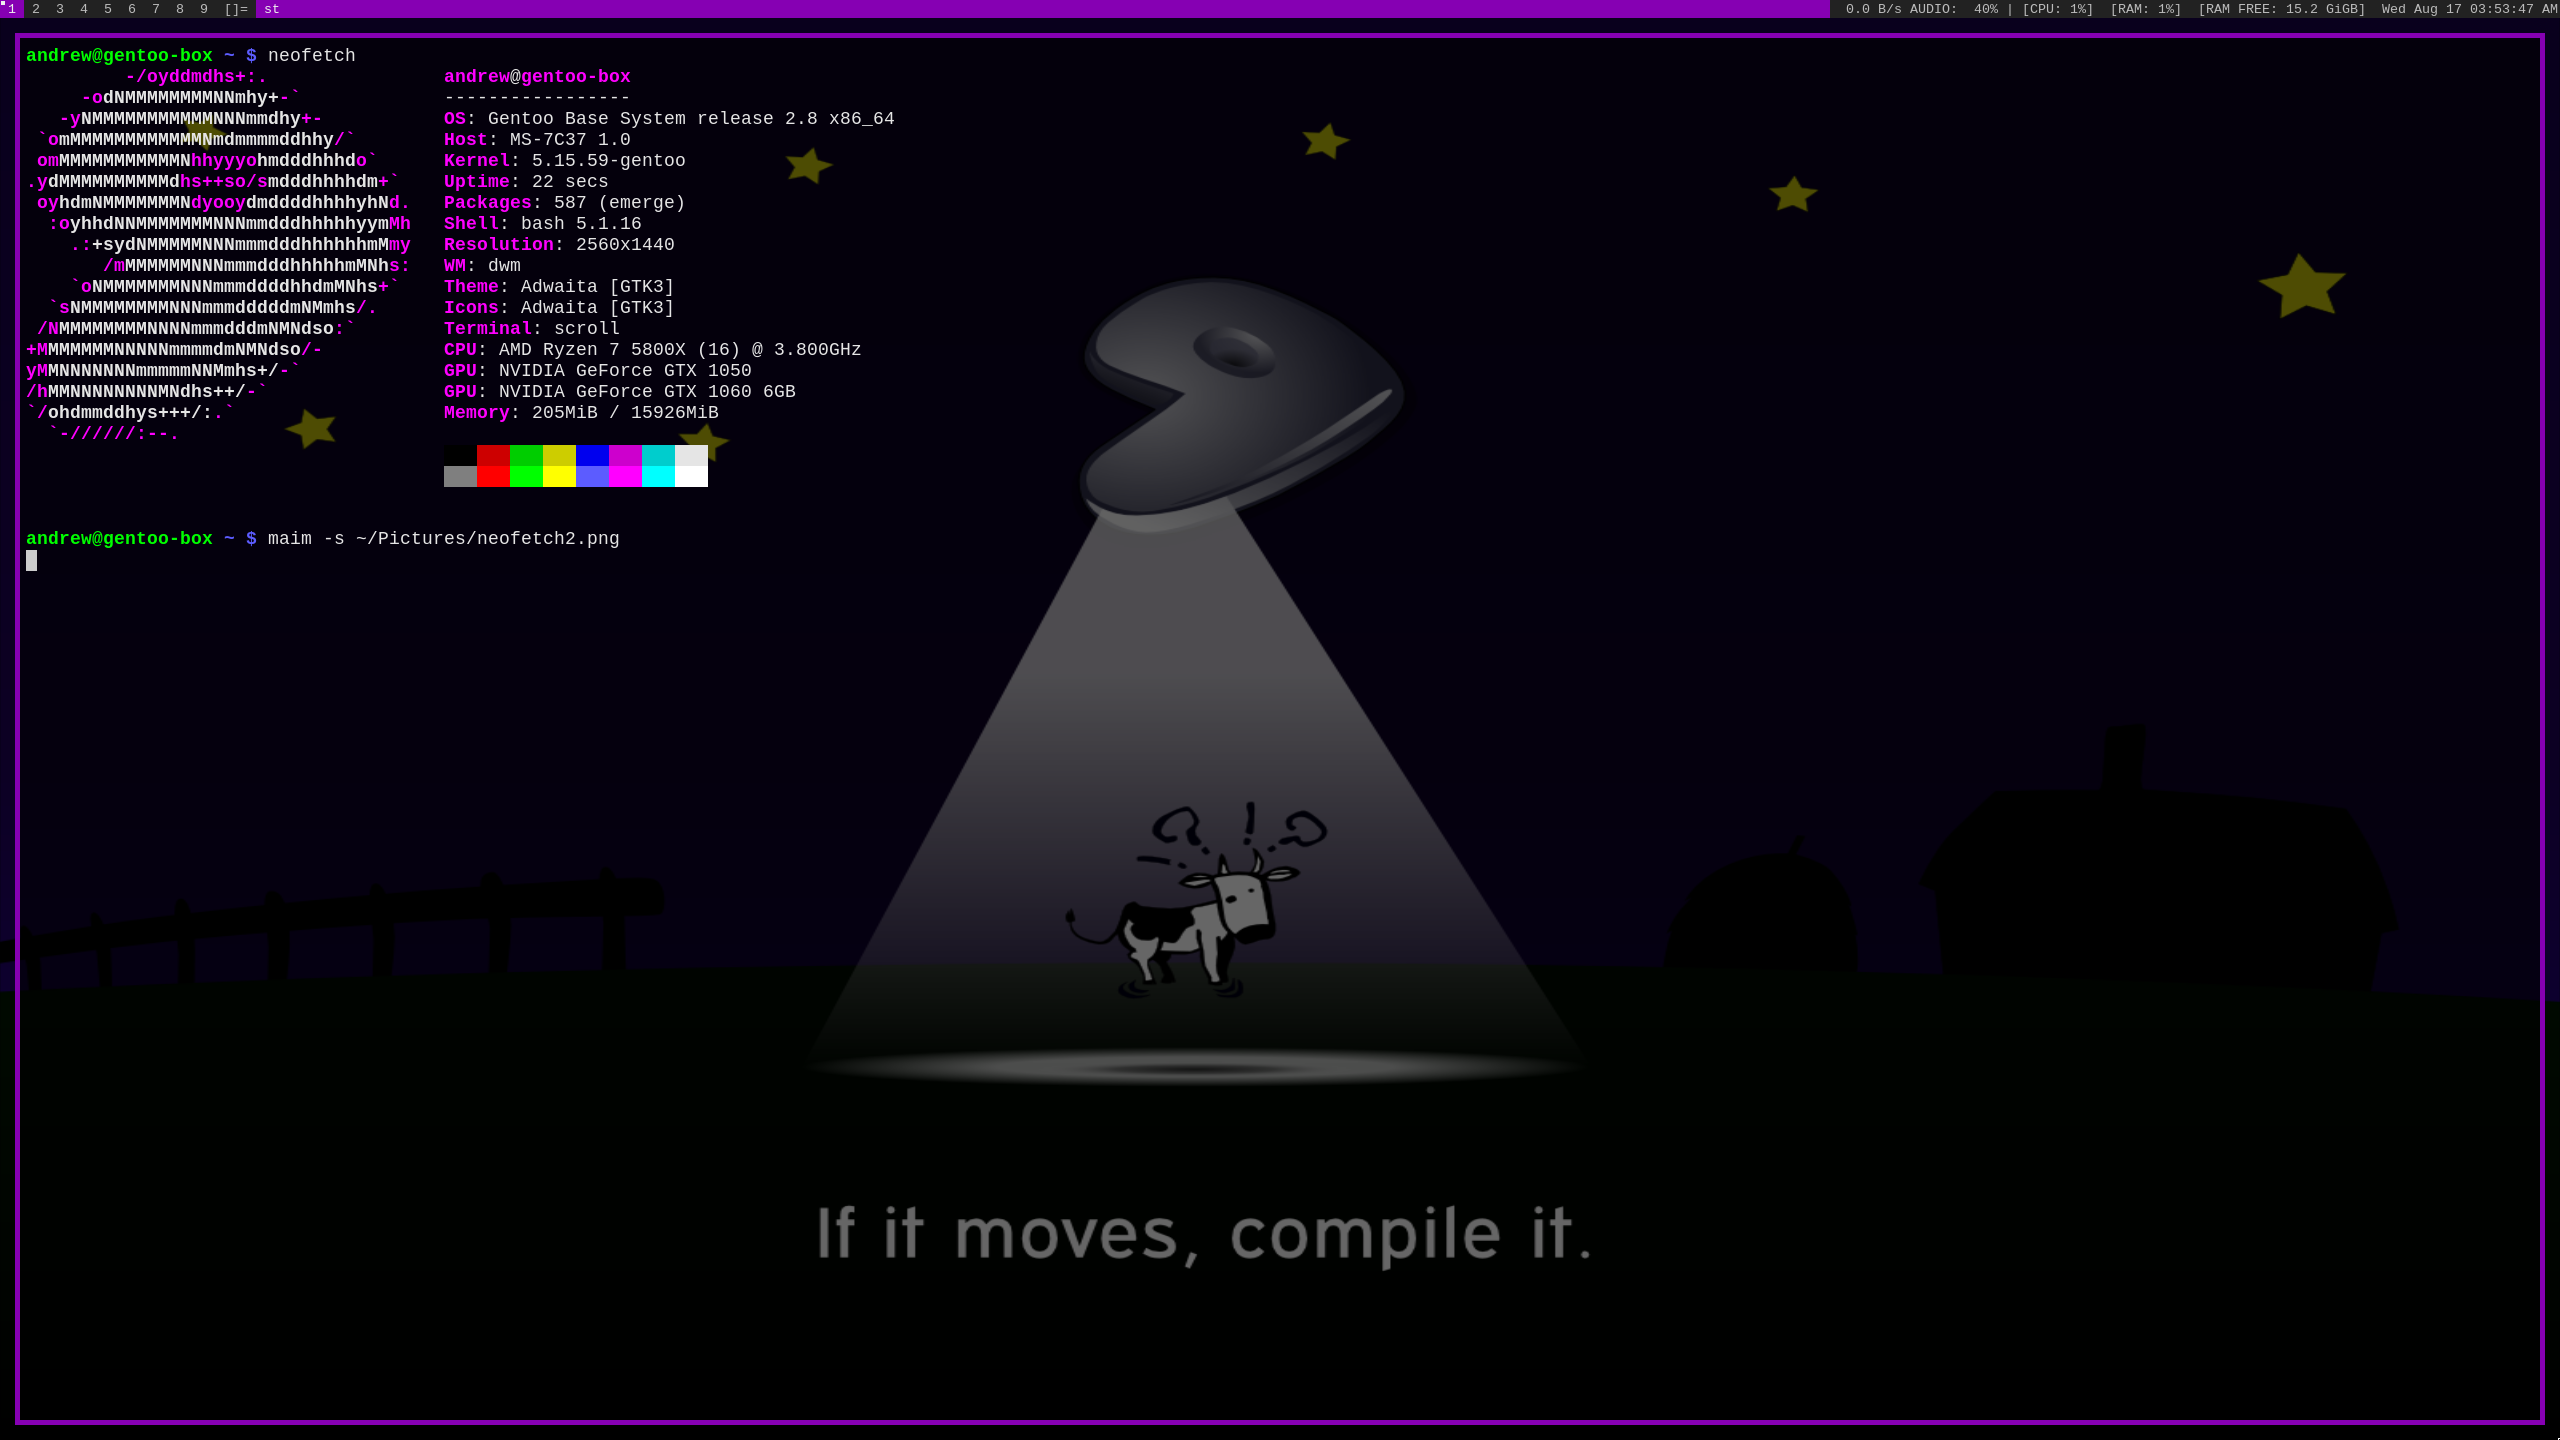 1 2 3 4 5 6 7 8 9 []= st 0.0 B/s AUDIO: 40% | [CPU: 1%] [RAM: 1%] [RAM FREE: 15.2 GiGB] Wed Aug 17 03:53:47 AM
andrew@gentoo-box ~ $ neofetch
         -/oyddmdhs+:.                andrew@gentoo-box
     -odNMMMMMMMMNNmhy+-`             -----------------
   -yNMMMMMMMMMMMNNNmmdhy+-           OS: Gentoo Base System release 2.8 x86_64
 `omMMMMMMMMMMMMNmdmmmmddhhy/`        Host: MS-7C37 1.0
 omMMMMMMMMMMMNhhyyyohmdddhhhdo`      Kernel: 5.15.59-gentoo
.ydMMMMMMMMMMdhs++so/smdddhhhhdm+`    Uptime: 22 secs
 oyhdmNMMMMMMMNdyooydmddddhhhhyhNd.   Packages: 587 (emerge)
  :oyhhdNNMMMMMMMNNNmmdddhhhhhyymMh   Shell: bash 5.1.16
    .:+sydNMMMMMNNNmmmdddhhhhhhmMmy   Resolution: 2560x1440
       /mMMMMMMNNNmmmdddhhhhhmMNhs:   WM: dwm
    `oNMMMMMMMNNNmmmddddhhdmMNhs+`    Theme: Adwaita [GTK3]
  `sNMMMMMMMMNNNmmmdddddmNMmhs/.      Icons: Adwaita [GTK3]
 /NMMMMMMMMNNNNmmmdddmNMNdso:`        Terminal: scroll
+MMMMMMMNNNNNmmmmdmNMNdso/-           CPU: AMD Ryzen 7 5800X (16) @ 3.800GHz
yMMNNNNNNNmmmmmNNMmhs+/-`             GPU: NVIDIA GeForce GTX 1050
/hMMNNNNNNNNMNdhs++/-`                GPU: NVIDIA GeForce GTX 1060 6GB
`/ohdmmddhys+++/:.`                   Memory: 205MiB / 15926MiB
  `-//////:--.
andrew@gentoo-box ~ $ maim -s ~/Pictures/neofetch2.png
If it moves, compile it.